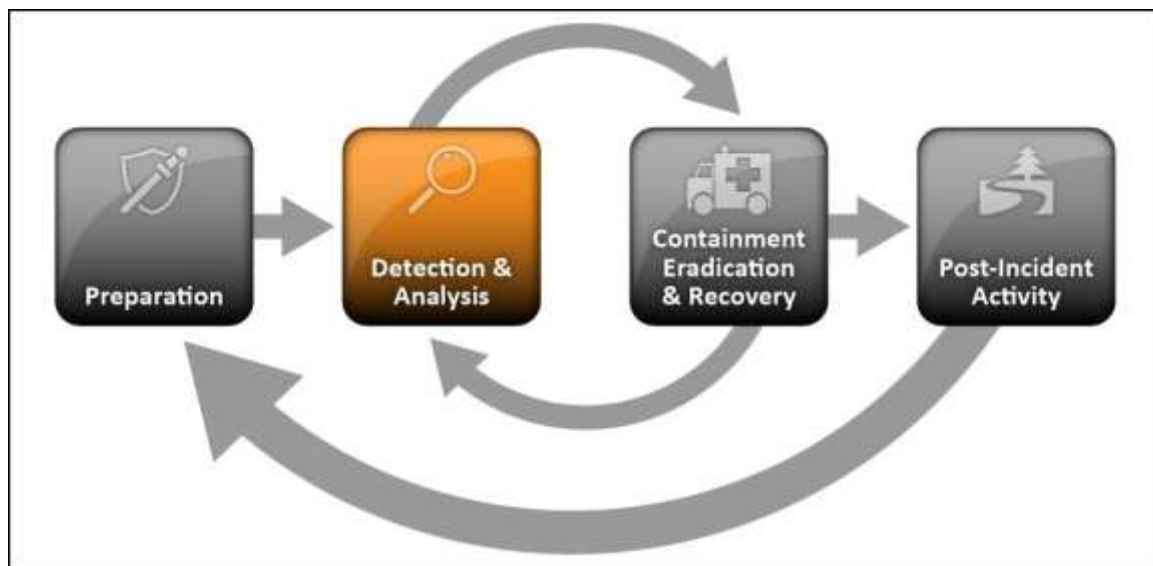 Preparation
Detection &
Analysis
Containment
Eradication
& Recovery
Post-Incident
Activity